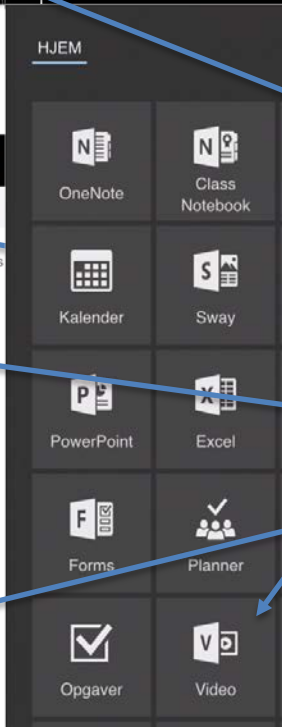 HJEM
OneNote
Class
Notebook
Kalender
Sway
PowerPoint
Excel
Forms
Planner
Opgaver
Video